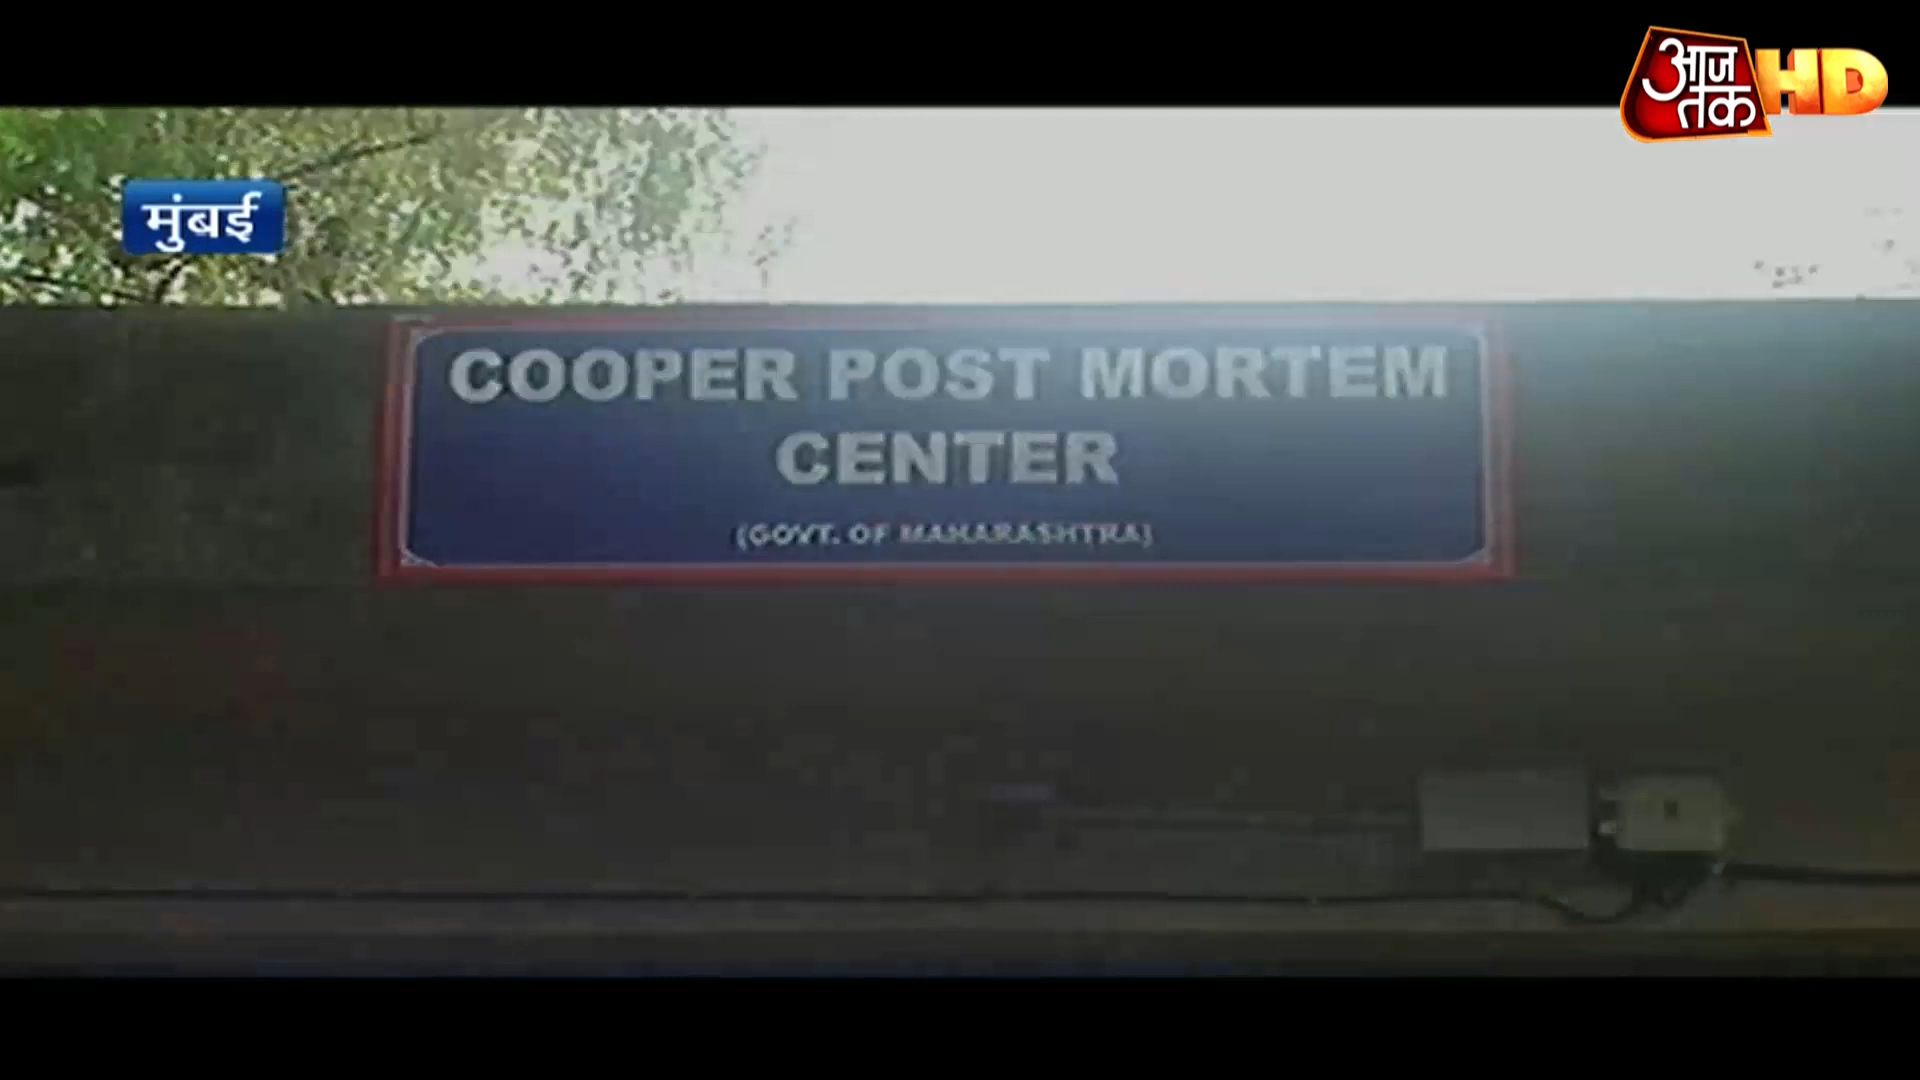 आज
तक HD
मुंबई
COOPER POST MORTEM
CENTER
(GOVT. OF MAHARASHTRA)